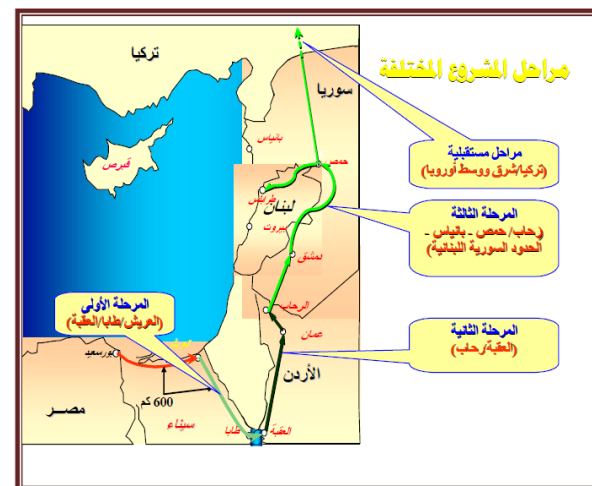 مراحل المشروع المختلفة
تركيا
سوريا
بانياس
قبرص
حمص
مراحل مستقبلية
(تركيا/شرق ووسط أوروبا)
طرابلس
لبنان
بيروت
المرحلة الثالثة
(رحاب/حمص - بانياس -
الحدود السورية اللبنانية)
دمشق
المرحلة الأولى
(العريش/طابا/العقبة)
الرحاب
عمان
المرحلة الثانية
(العقبة/رحاب)
بورسعيد
الأردن
600 كم
مصـــر
سيناء
طابا
العقبة